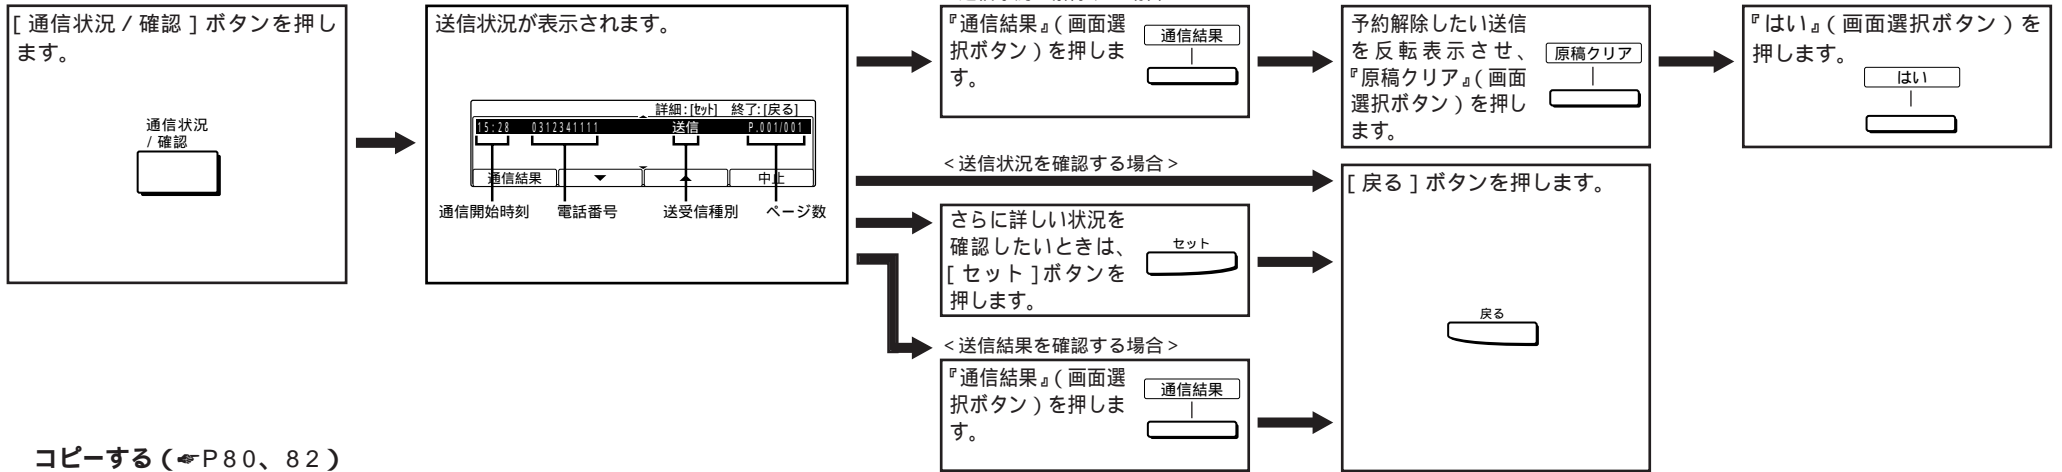 [ 通信状況 / 確認 ] ボタンを押し
ます。
通信状況
/ 確認
送信状況が表示されます。
詳細:[ｾｯﾄ] 終了:[戻る]
15:28 0312341111 送信 P.001/001
通信結果 ▼ ▲ 中止
通信開始時刻 電話番号 送受信種別 ページ数
『通信結果』( 画面選
択ボタン ) を押しま
す。
通信結果
予約解除したい送信
を反転表示させ、
『原稿クリア』( 画面
選択ボタン ) を押し
ます。
原稿クリア
『はい』( 画面選択ボタン ) を
押します。
はい
< 送信状況を確認する場合 >
さらに詳しい状況を
確認したいときは、
[ セット ]ボタンを
押します。
セット
[ 戻る ] ボタンを押します。
戻る
< 送信結果を確認する場合 >
『通信結果』( 画面選
択ボタン ) を押しま
す。
通信結果
コピーする ( ☛P80、82 )